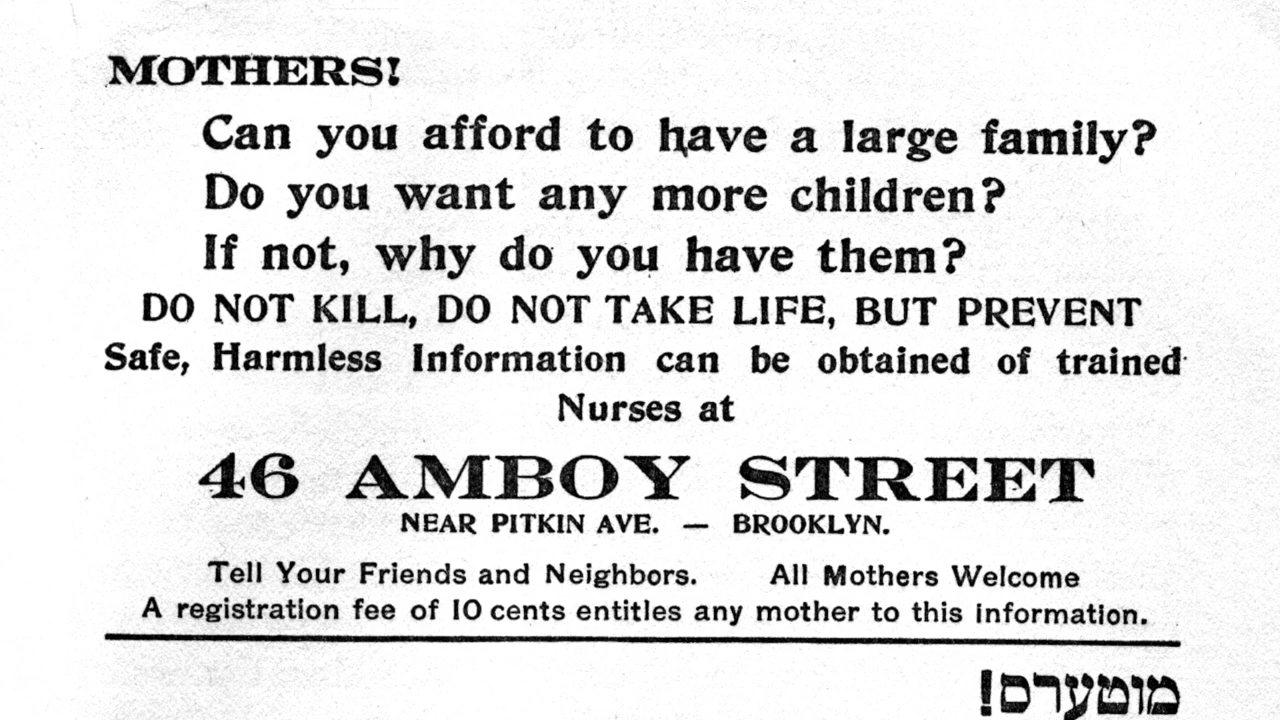 MOTHERS!
Can you afford to have a large family?
Do you want any more children?
If not, why do you have them?
DO NOT KILL, DO NOT TAKE LIFE, BUT PREVENT
Safe, Harmless Information can be obtained of trained
Nurses at
46 AMBOY STREET
NEAR PITKIN AVE. — BROOKLYN.
Tell Your Friends and Neighbors. All Mothers Welcome
A registration fee of 10 cents entitles any mother to this information.
מוטערס!